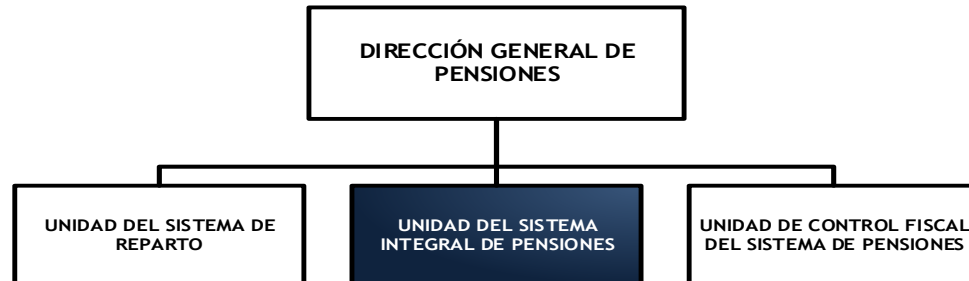 DIRECCIÓN GENERAL DE
PENSIONES
UNIDAD DEL SISTEMA DE
REPARTO
UNIDAD DEL SISTEMA
INTEGRAL DE PENSIONES
UNIDAD DE CONTROL FISCAL
DEL SISTEMA DE PENSIONES